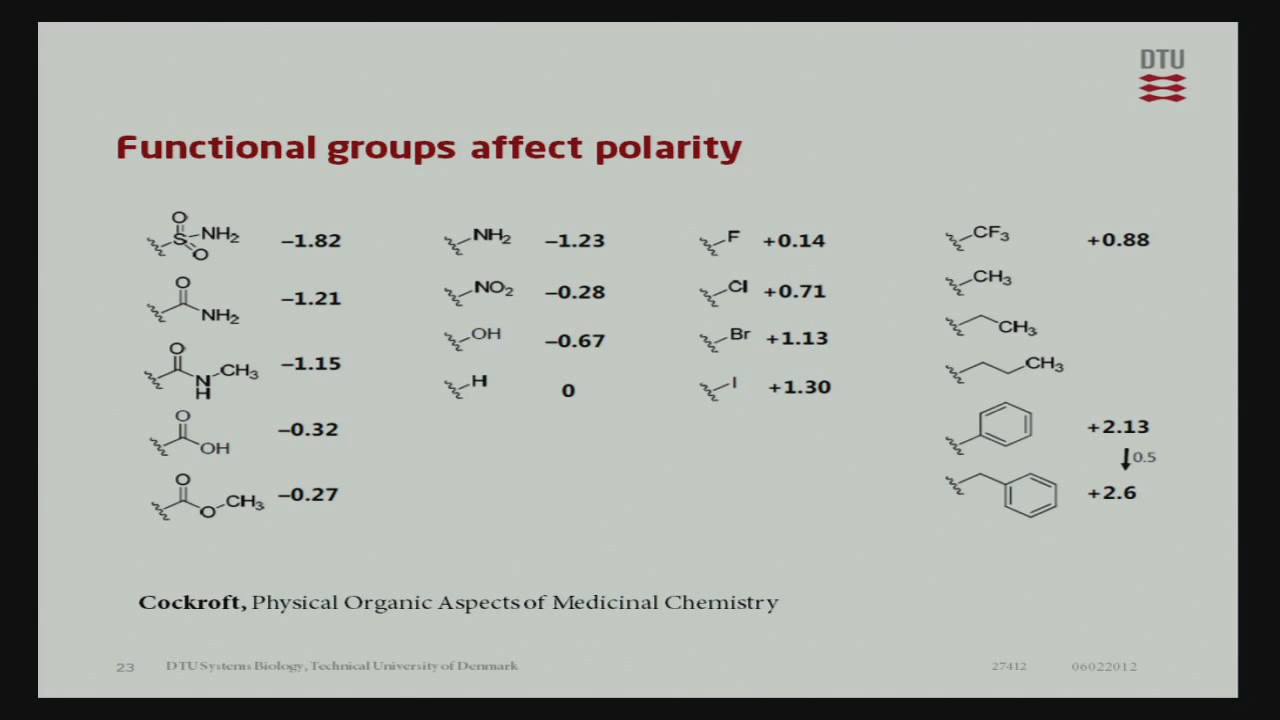 DTU
Functional groups affect polarity
O
S NH2 −1.82
O
O
NH2 −1.21
O
N CH3 −1.15
H
O
OH −0.32
O
O CH3 −0.27
NH2 −1.23
NO2 −0.28
OH −0.67
H 0
F +0.14
Cl +0.71
Br +1.13
I +1.30
CF3 +0.88
CH3
CH3
CH3
+2.13
0.5
+2.6
Cockroft, Physical Organic Aspects of Medicinal Chemistry
23 DTU Systems Biology, Technical University of Denmark 27412 06022012